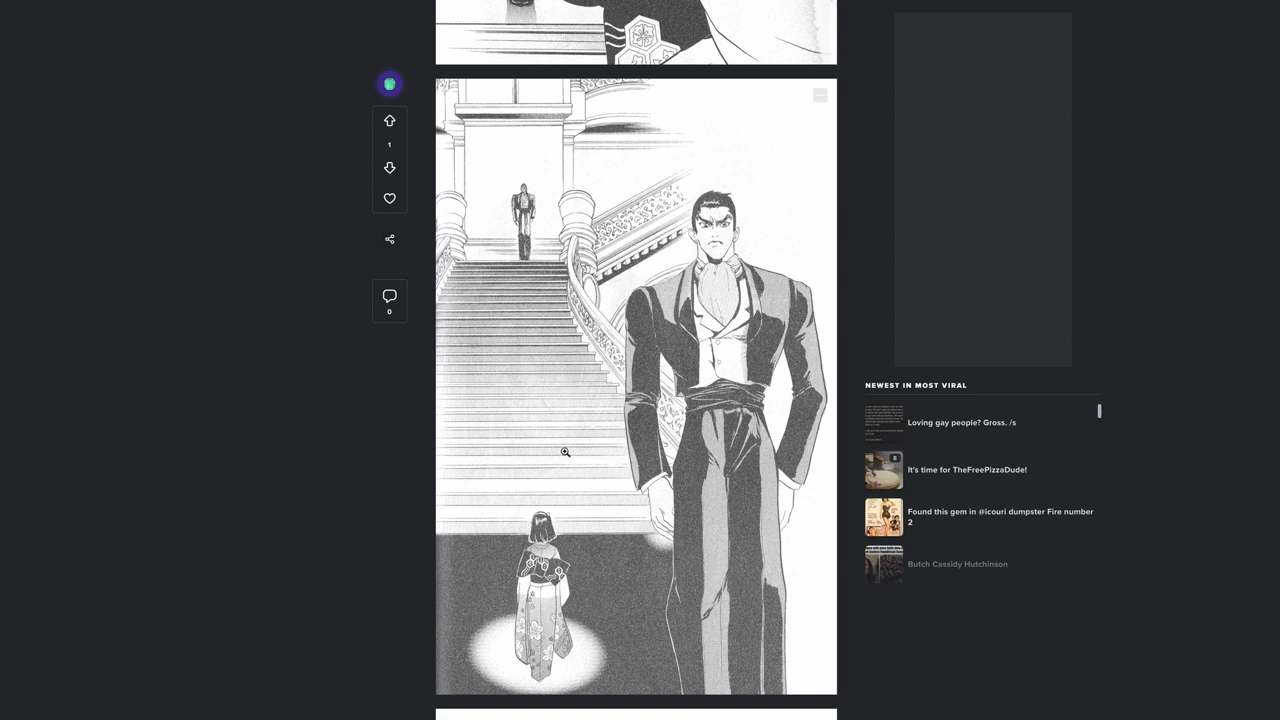 NEWEST IN MOST VIRAL
Loving gay people? Gross. /s
It's time for TheFreePizzaDude!
Found this gem in @icouri dumpster Fire number
2
Butch Cassidy Hutchinson
0